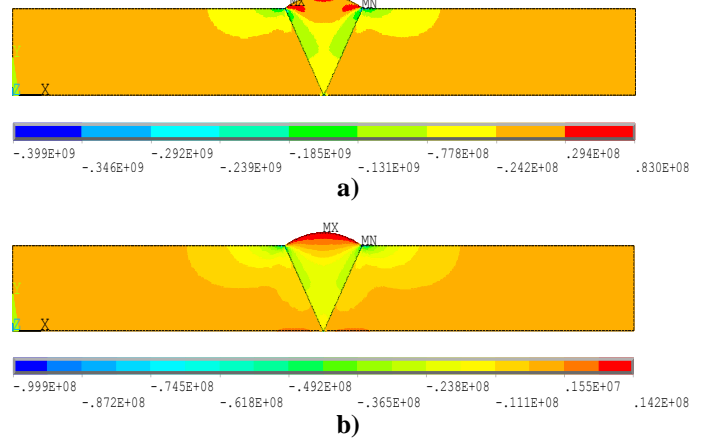 MX MN
Y
Z X
-.399E+09 -.292E+09 -.185E+09 -.778E+08 .294E+08
-.346E+09 -.239E+09 -.131E+09 -.242E+08 .830E+08
a)
MX
MN
Y
Z X
-.999E+08 -.745E+08 -.492E+08 -.238E+08 .155E+07
-.872E+08 -.618E+08 -.365E+08 -.111E+08 .142E+08
b)